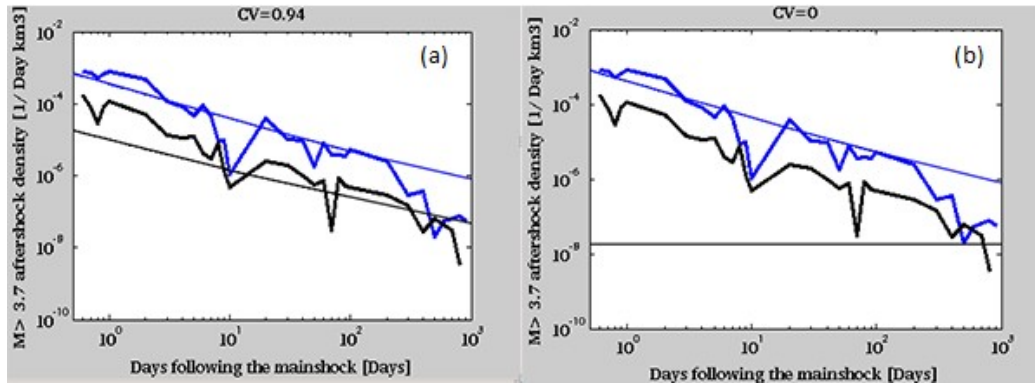 CV=0.94
(a)
M> 3.7 aftershock density [1/ Day km3]
10^-2
10^-4
10^-6
10^-8
10^-10
10^0
10^1
10^2
10^3
Days following the mainshock [Days]
CV=0
(b)
M> 3.7 aftershock density [1/ Day km3]
10^-2
10^-4
10^-6
10^-8
10^-10
10^0
10^1
10^2
10^3
Days following the mainshock [Days]